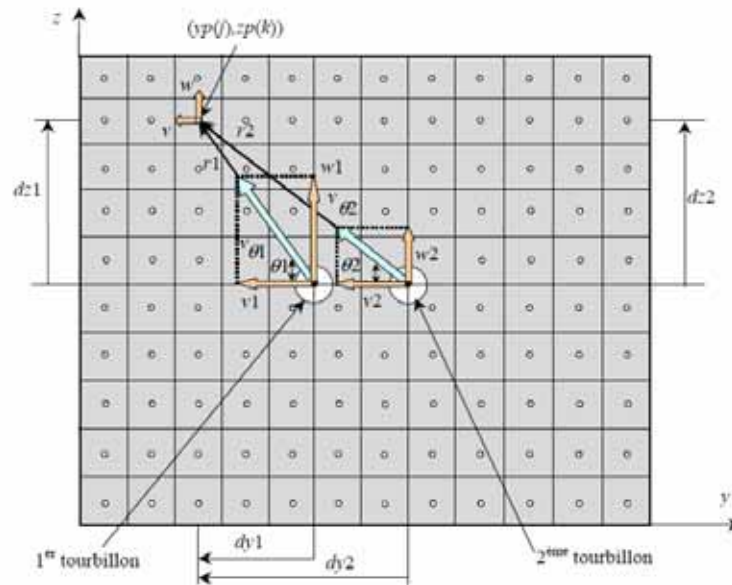 z
(yp(j),zp(k))
w
v
r2
r1
w1
v
dz1
dz2
θ2
vθ1
θ1
θ2
w2
v1
v2
y
1er tourbillon
dy1
dy2
2ème tourbillon